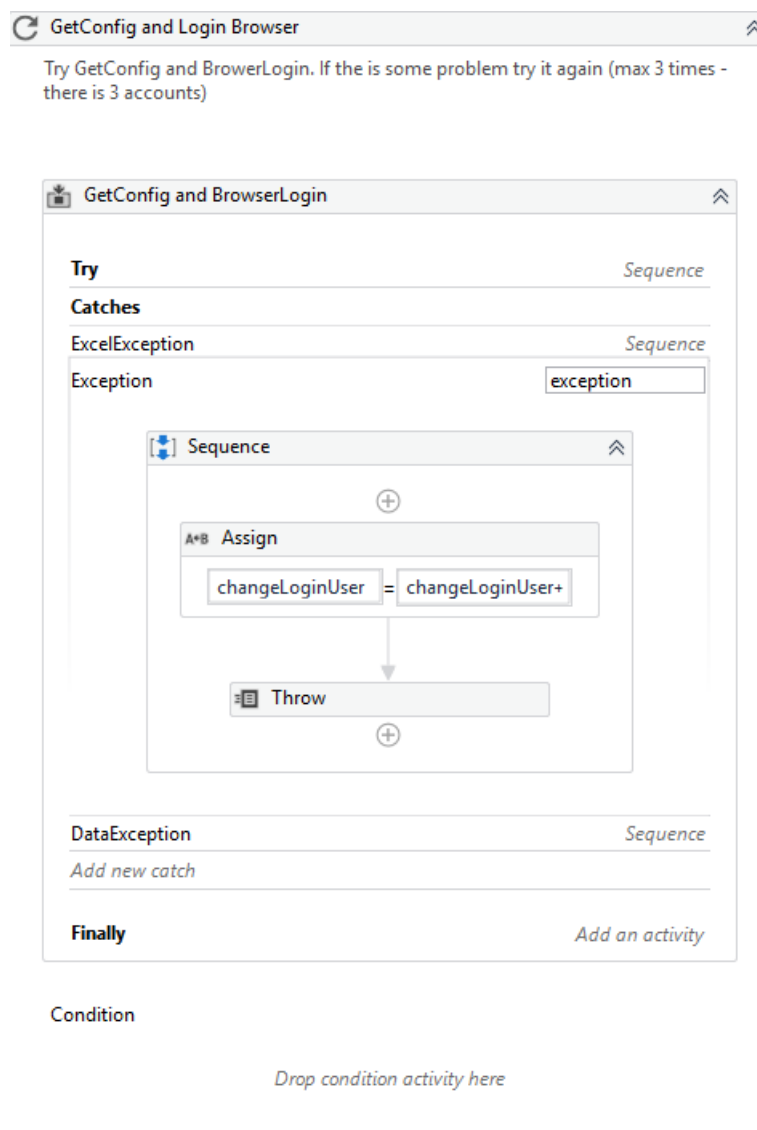 GetConfig and Login Browser
Try GetConfig and BrowerLogin. If the is some problem try it again (max 3 times -
there is 3 accounts)
GetConfig and BrowserLogin
Try Sequence
Catches
ExcelException Sequence
Exception exception
Sequence
A+B Assign
changeLoginUser = changeLoginUser+
Throw
DataException Sequence
Add new catch
Finally Add an activity
Condition
Drop condition activity here